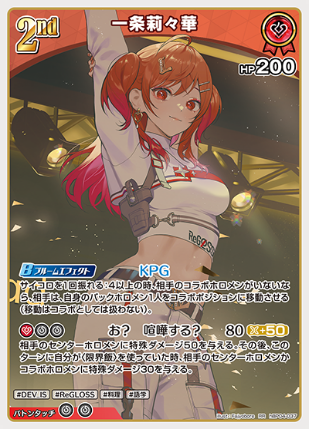 2nd
一条莉々華
HP200
ReGLOSS
ブルームエフェクト
KPG
サイコロを1回振れる:4以上の時、相手のコラボホロメンがいないな
ら、相手は、自身のバックホロメン1人をコラボポジションに移動させる
(移動はコラボとしては扱わない)。
お? 喧嘩する? 80 +50
相手のセンターホロメンに特殊ダメージ50を与える。その後、この
ターンに自分が〈限界飯〉を使っていた時、相手のセンターホロメンか
コラボホロメンに特殊ダメージ30を与える。
#DEV_IS #ReGLOSS #料理 #語学
バトンタッチ